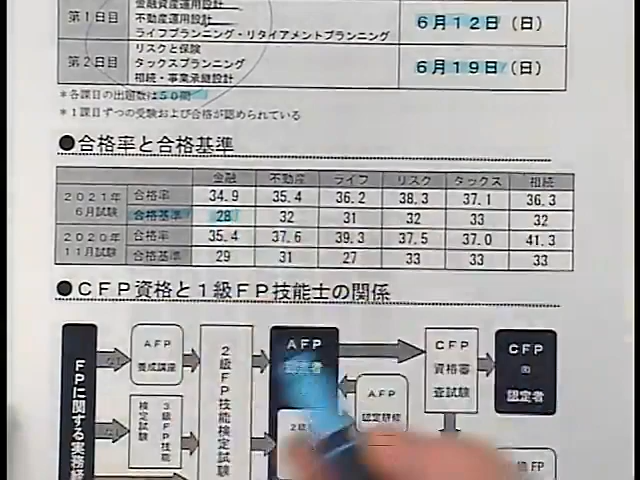 金融資産運用設計
第1日目 不動産運用設計 6月12日（日）
ライフプランニング・リタイアメントプランニング
リスクと保険
第2日目 タックスプランニング 6月19日（日）
相続・事業承継設計
＊各課目の出題数は50問
＊1課目ずつの受験および合格が認められている
●合格率と合格基準
金融 不動産 ライフ リスク タックス 相続
2021年6月試験 合格率 34.9 35.4 36.2 38.3 37.1 36.3
合格基準 28 32 31 32 33 32
2020年11月試験 合格率 35.4 37.6 39.3 37.5 37.0 41.3
合格基準 29 31 27 33 33 33
●CFP資格と1級FP技能士の関係
FPに関する実務経
AFP
養成講座
3級FP技能
検定試験
2級FP技能検定試験
AFP
認定者
2級
AFP
認定研修
CFP
資格審
査試験
CFP
認定者
FP